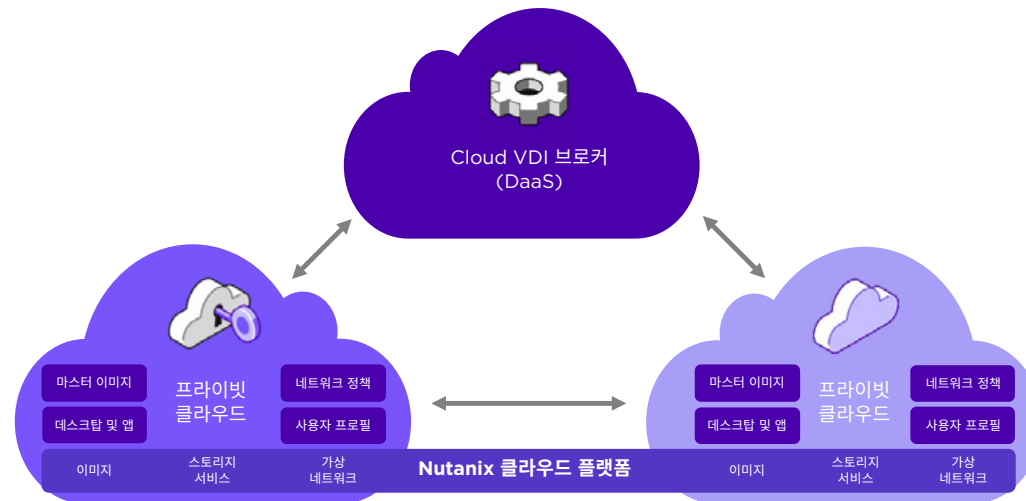 Cloud VDI 브로커
(DaaS)
마스터 이미지
데스크탑 및 앱
프라이빗
클라우드
네트워크 정책
사용자 프로필
마스터 이미지
데스크탑 및 앱
프라이빗
클라우드
네트워크 정책
사용자 프로필
이미지
스토리지
서비스
가상
네트워크
Nutanix 클라우드 플랫폼
이미지
스토리지
서비스
가상
네트워크